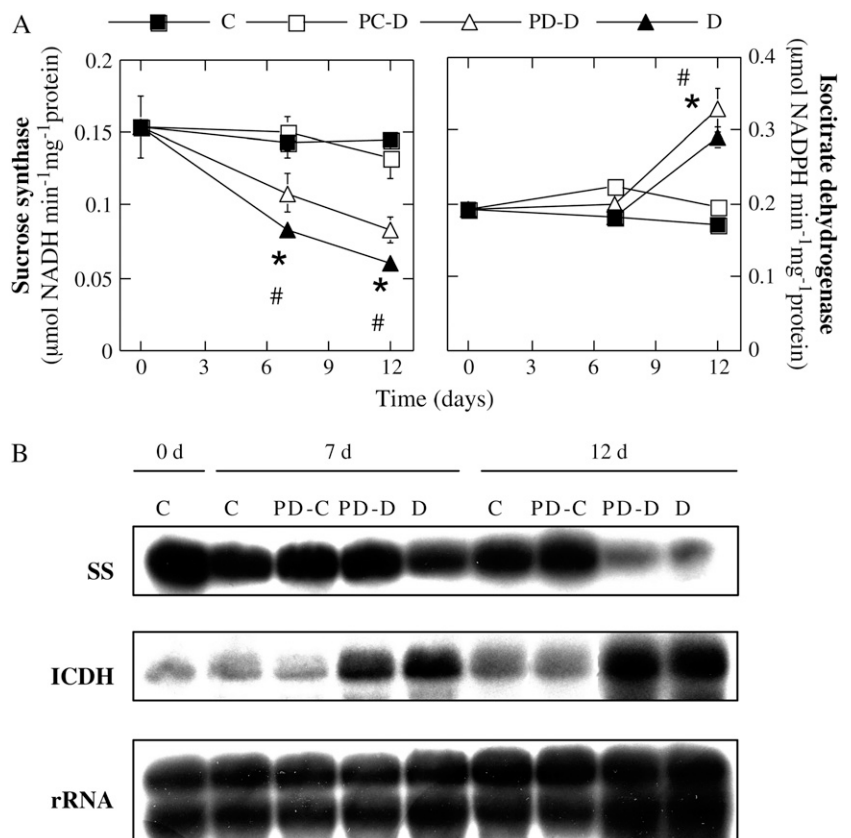 A
C PC-D PD-D D
Sucrose synthase
(μmol NADH min⁻¹mg⁻¹protein)
0.2
0.15
0.1
0.05
0
* #
* #
0 3 6 9 12
# *
0.4
0.3
0.2
0.1
0
Isocitrate dehydrogenase
(μmol NADPH min⁻¹mg⁻¹protein)
0 3 6 9 12
Time (days)
B
0 d 7 d 12 d
C C PD-C PD-D D C PD-C PD-D D
SS
ICDH
rRNA